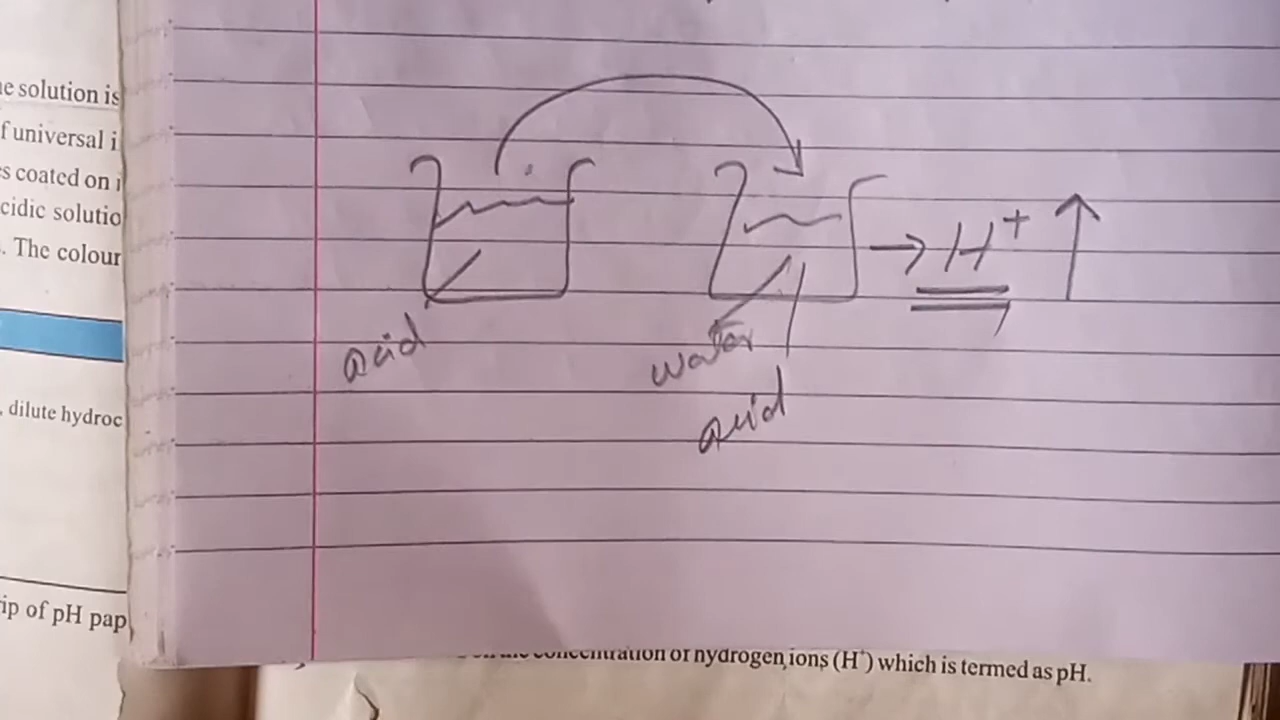 e solution is
f universal i
s coated on i
cidic solutio
. The colour
, dilute hydroc
ip of pH pap
acid
water
acid
→ H⁺ ↑
concentration of hydrogen ions (H⁺) which is termed as pH.